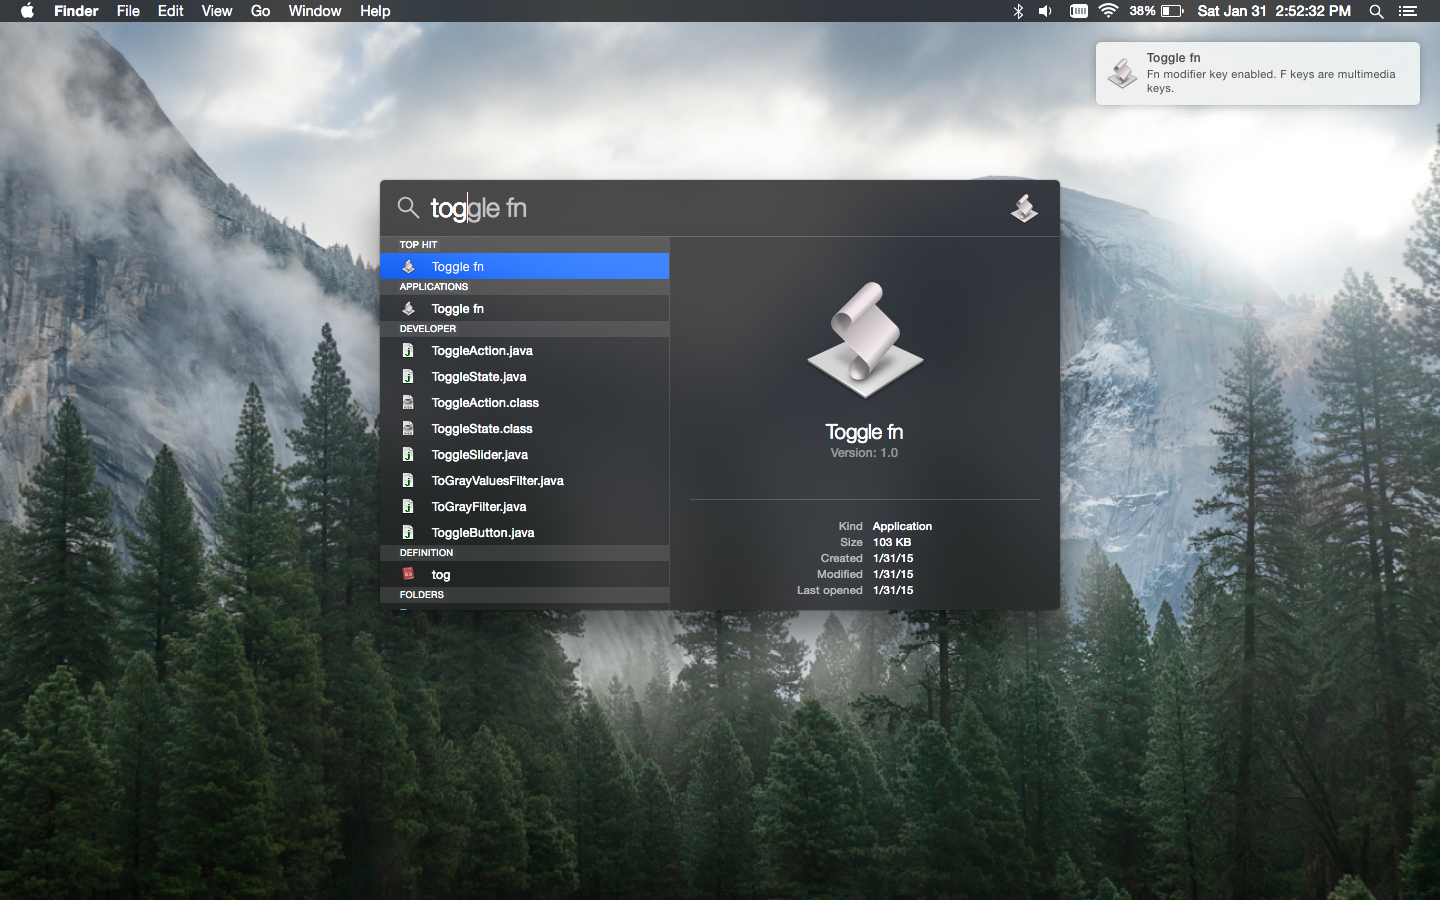 Finder File Edit View Go Window Help 38% Sat Jan 31 2:52:32 PM
Toggle fn
Fn modifier key enabled. F keys are multimedia
keys.
toggle fn
TOP HIT
Toggle fn
APPLICATIONS
Toggle fn
DEVELOPER
ToggleAction.java
ToggleState.java
ToggleAction.class
ToggleState.class
ToggleSlider.java
ToGrayValuesFilter.java
ToGrayFilter.java
ToggleButton.java
DEFINITION
tog
FOLDERS
Toggle fn
Version: 1.0
Kind Application
Size 103 KB
Created 1/31/15
Modified 1/31/15
Last opened 1/31/15